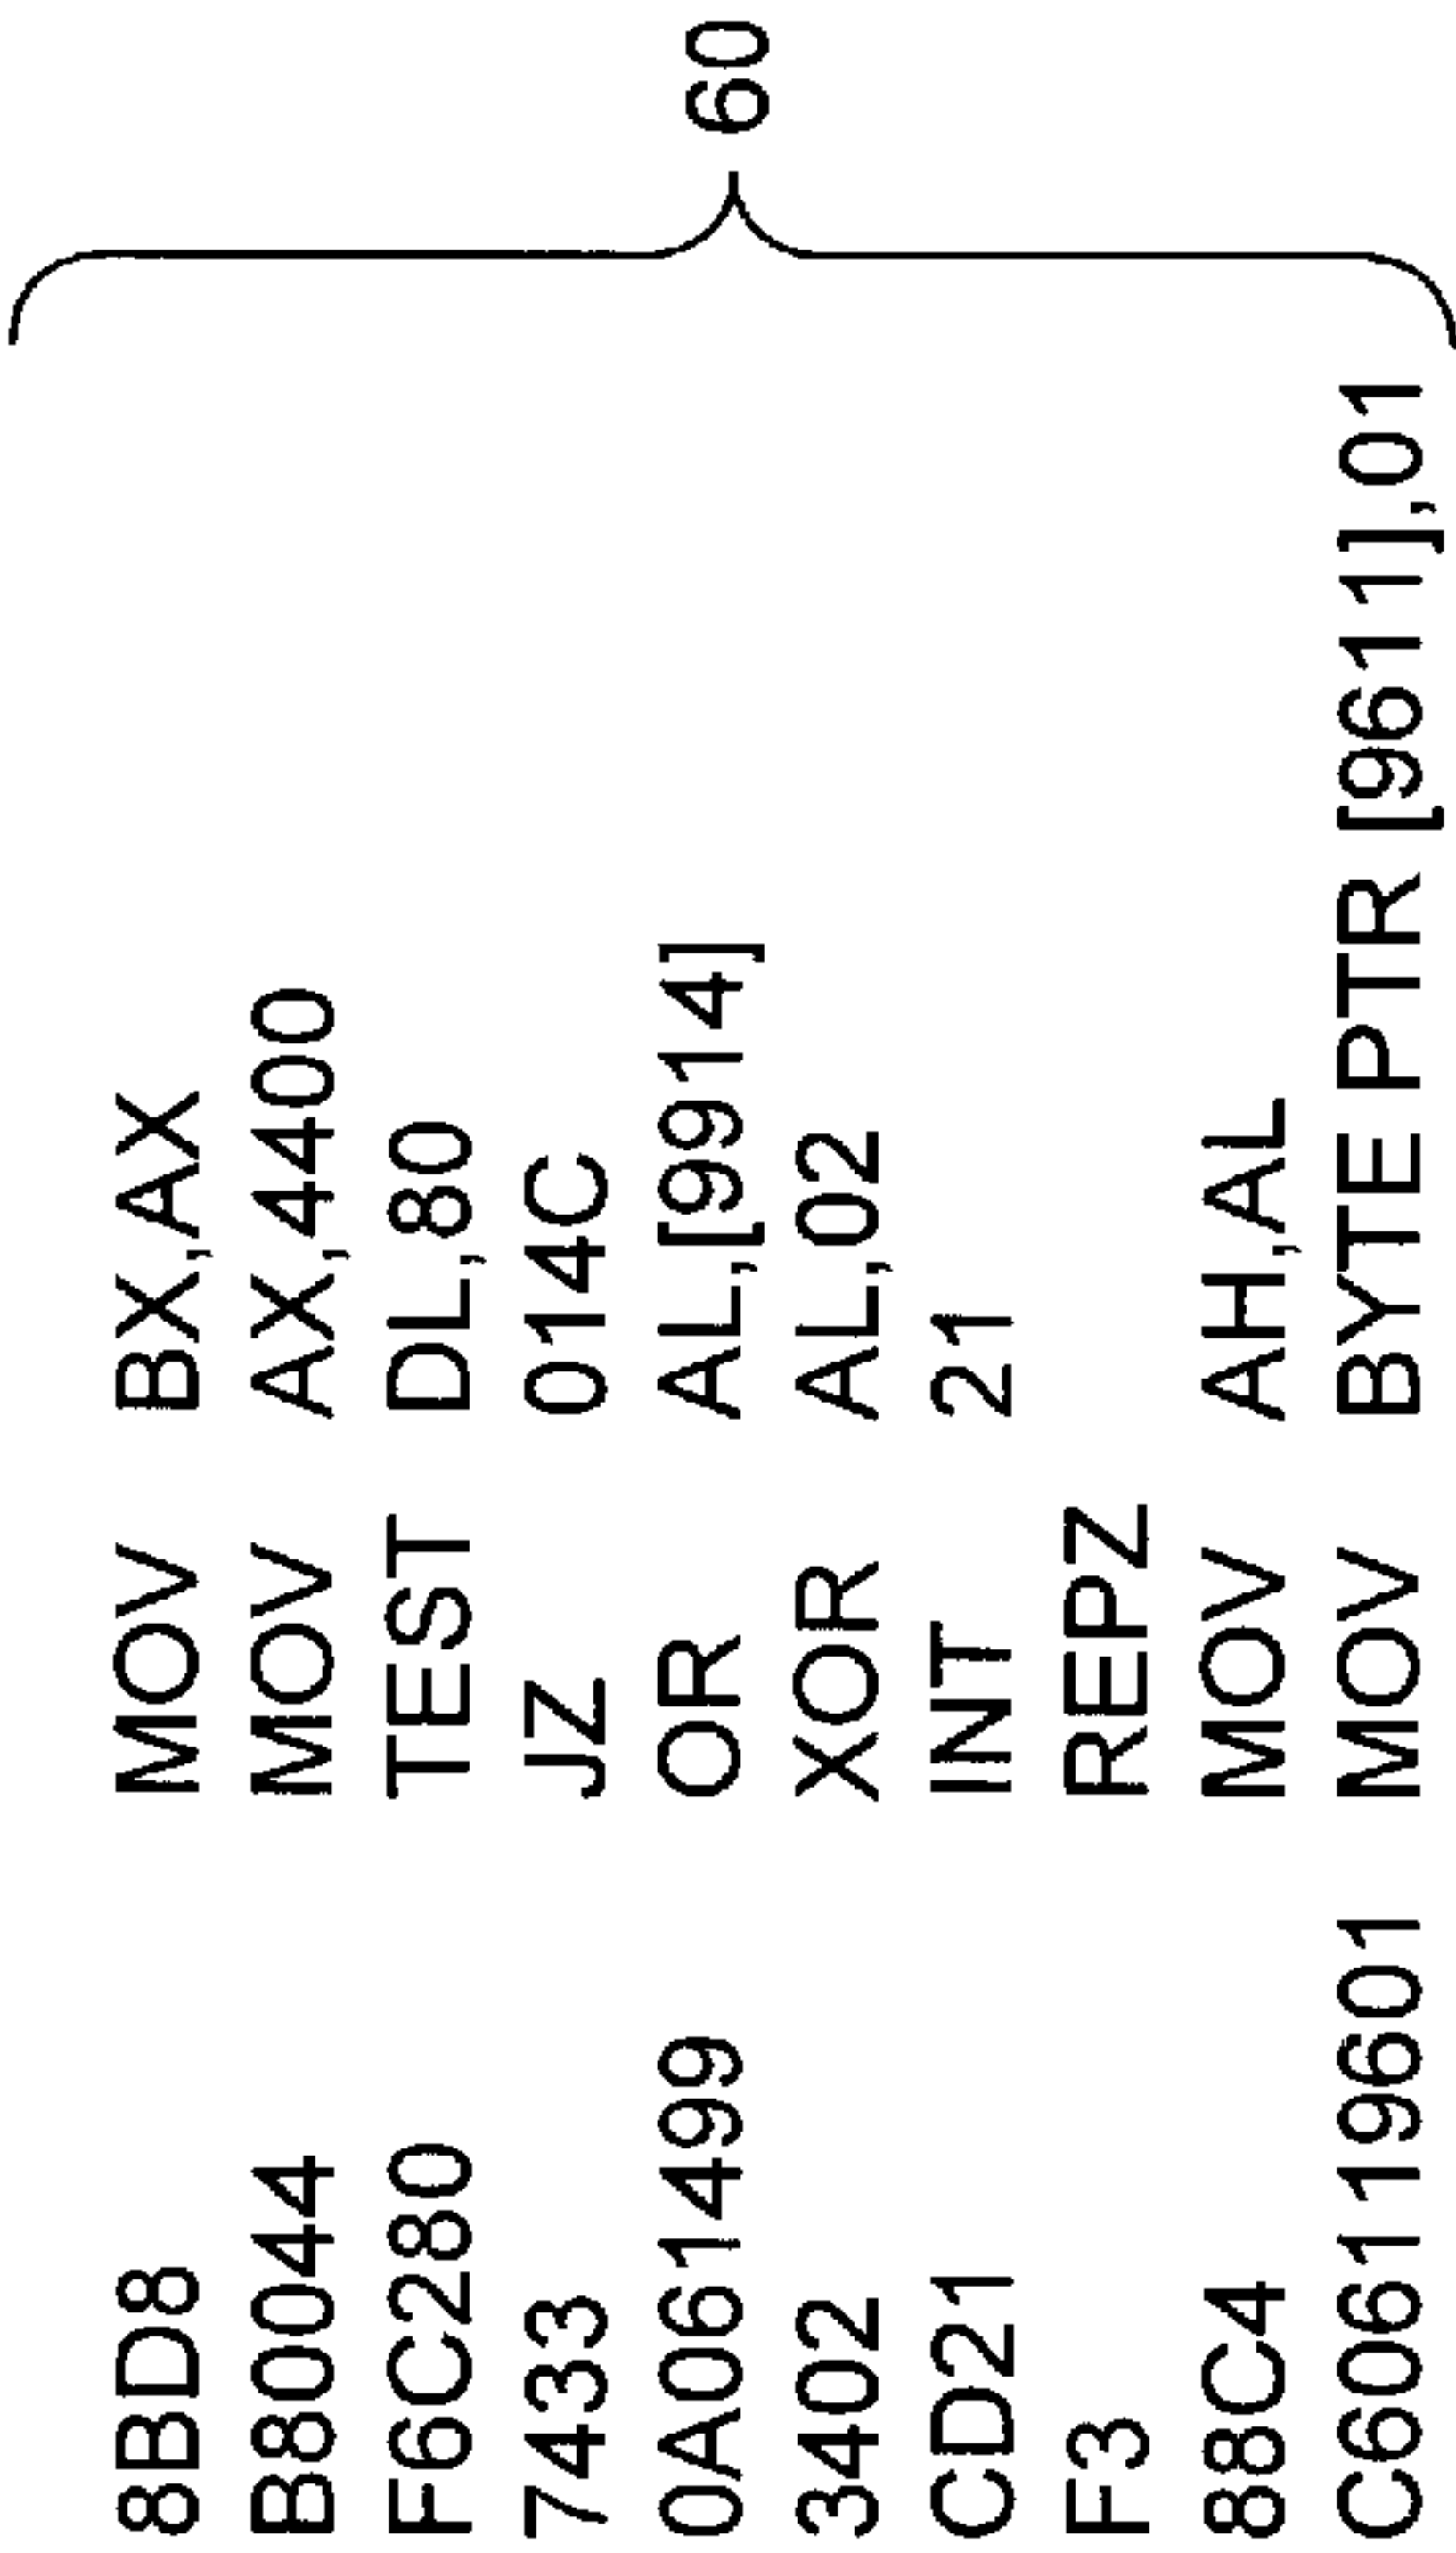 8BD8 MOV BX,AX
B80044 MOV AX,4400
F6C280 TEST DL,80
7433 JZ 014C
0A061499 OR AL,[9914]
3402 XOR AL,02
CD21 INT 21
F3 REPZ
88C4 MOV AH,AL
C606119601 MOV BYTE PTR [9611],01
60